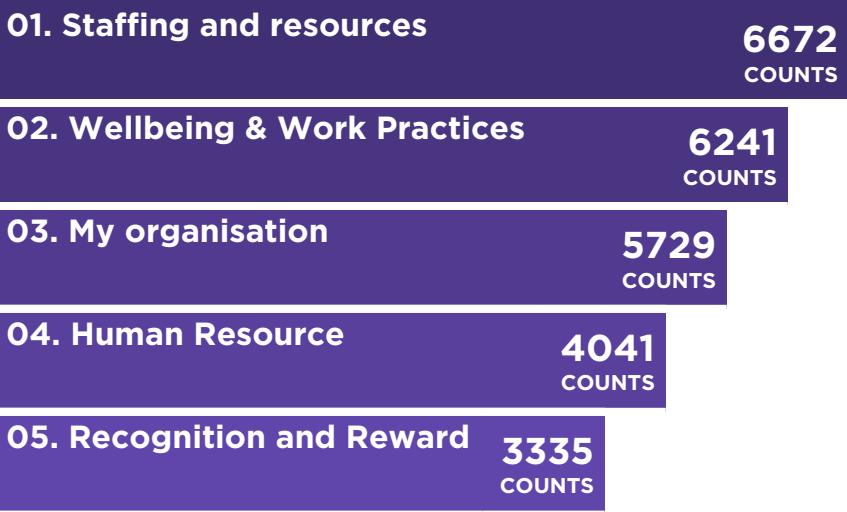 01. Staffing and resources
6672
COUNTS
02. Wellbeing & Work Practices
6241
COUNTS
03. My organisation
5729
COUNTS
04. Human Resource
4041
COUNTS
05. Recognition and Reward
3335
COUNTS